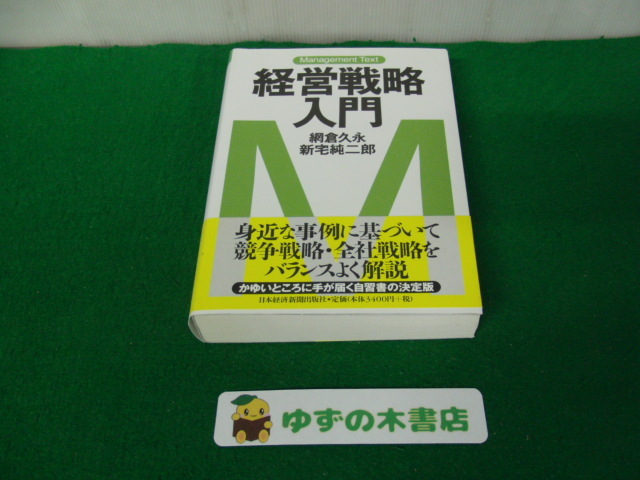 Management Text
経営戦略
入門
網倉久永
新宅純二郎
M
身近な事例に基づいて
競争戦略・全社戦略を
バランスよく解説
かゆいところに手が届く自習書の決定版
日本経済新聞出版社・定価(本体3400円+税)
ゆずの木書店